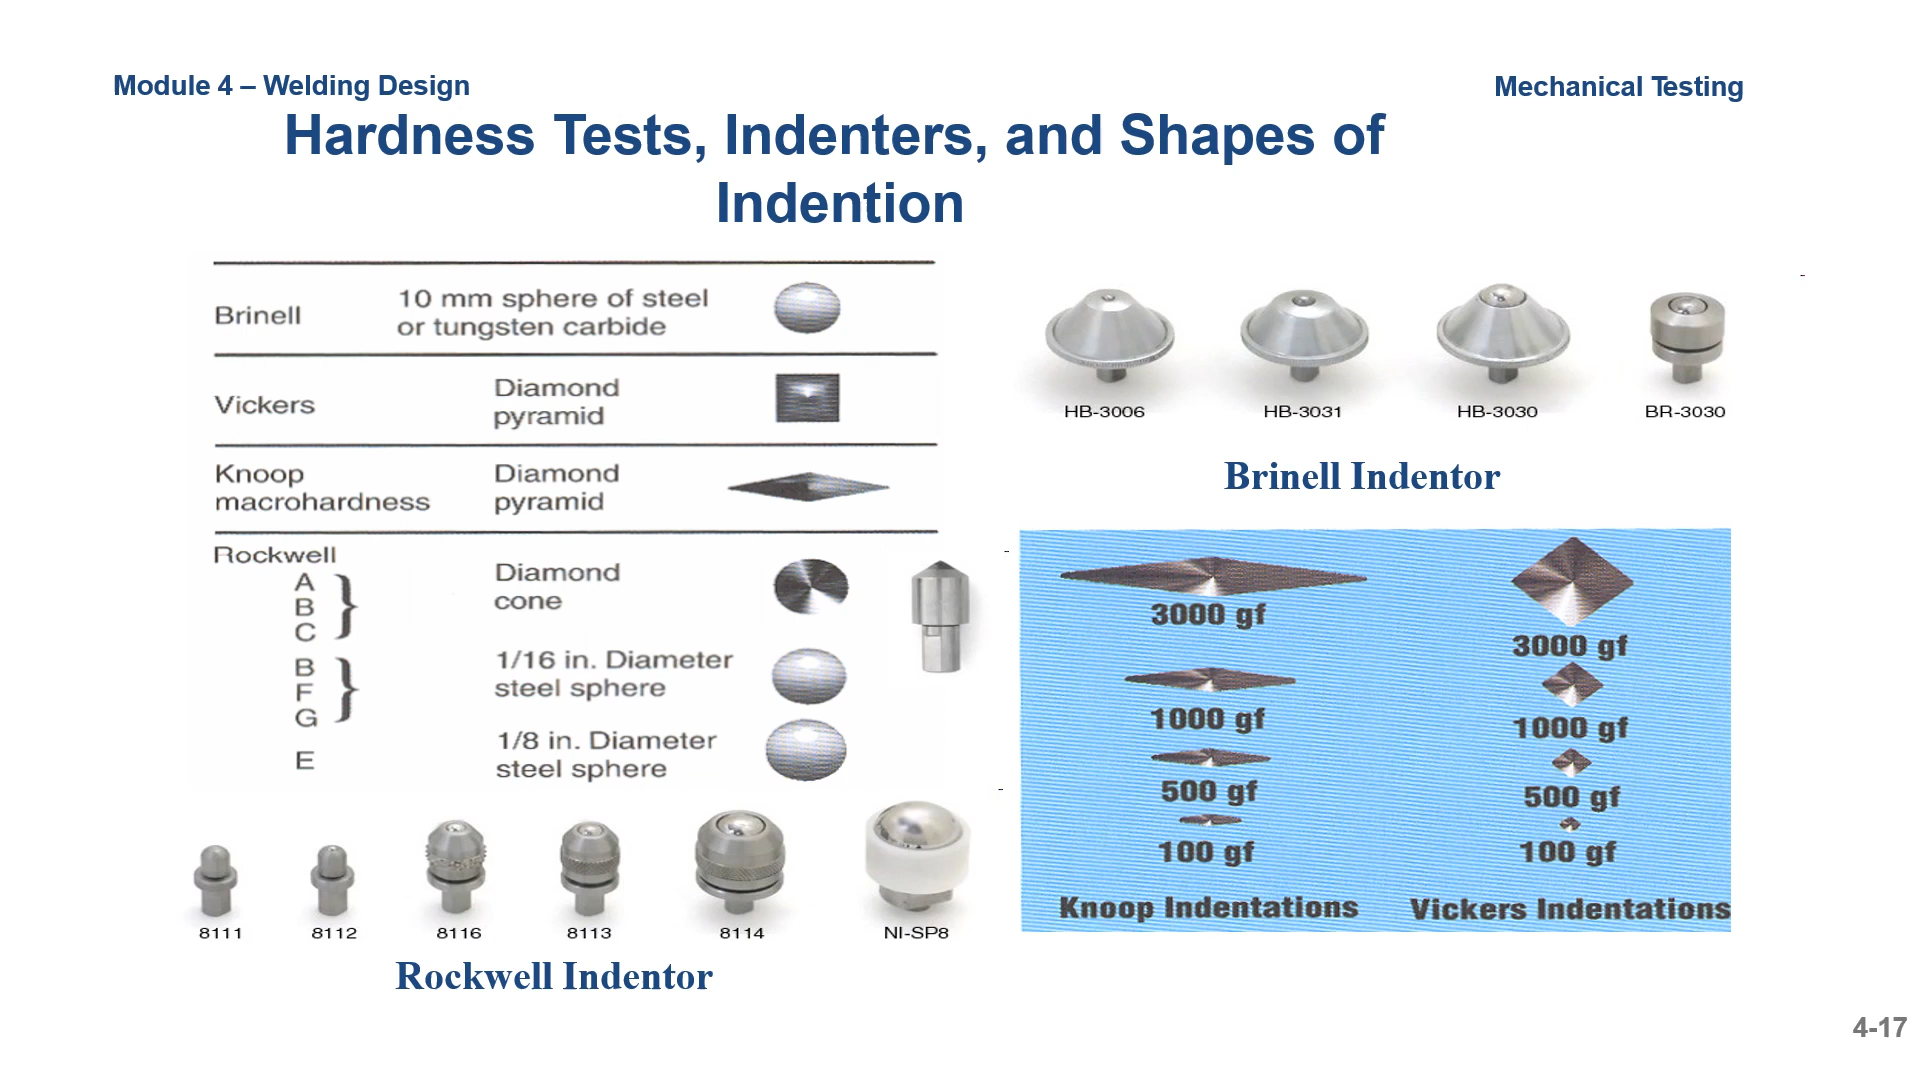 Module 4 – Welding Design
Mechanical Testing
Hardness Tests, Indenters, and Shapes of
Indention
Brinell
10 mm sphere of steel
or tungsten carbide
Vickers
Diamond
pyramid
Knoop
macrohardness
Diamond
pyramid
Rockwell
A
B
C
Diamond
cone
B
F
G
1/16 in. Diameter
steel sphere
E
1/8 in. Diameter
steel sphere
8111
8112
8116
8113
8114
NI-SP8
Rockwell Indentor
HB-3006
HB-3031
HB-3030
BR-3030
Brinell Indentor
3000 gf
1000 gf
500 gf
100 gf
Knoop Indentations
3000 gf
1000 gf
500 gf
100 gf
Vickers Indentations
4-17